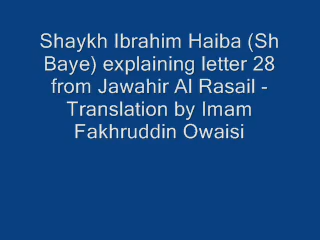 Shaykh Ibrahim Haiba (Sh
Baye) explaining letter 28
from Jawahir Al Rasail -
Translation by Imam
Fakhruddin Owaisi